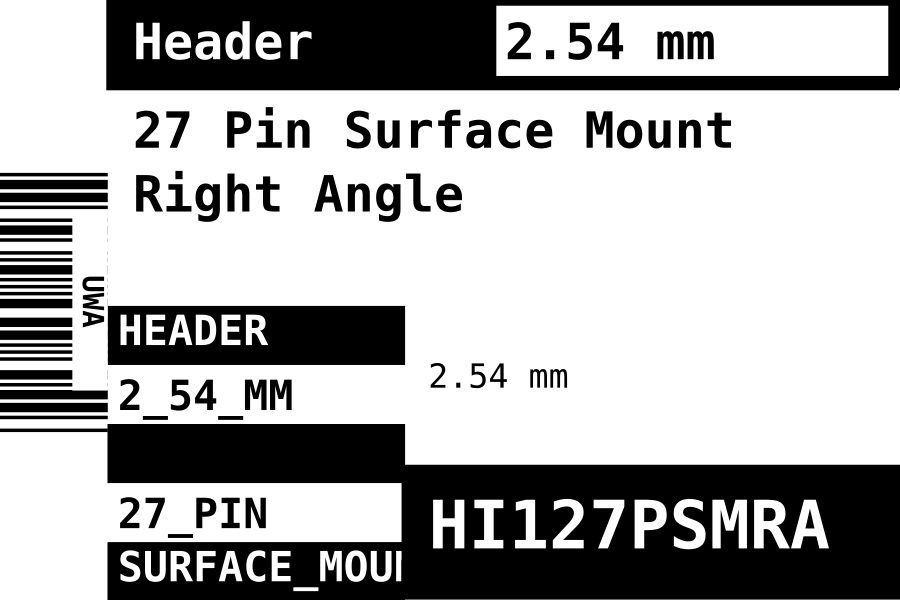 Header
2.54 mm
27 Pin Surface Mount
Right Angle
UWA
HEADER
2.54 mm
2_54_MM
27_PIN
HI127PSMRA
SURFACE_MOU